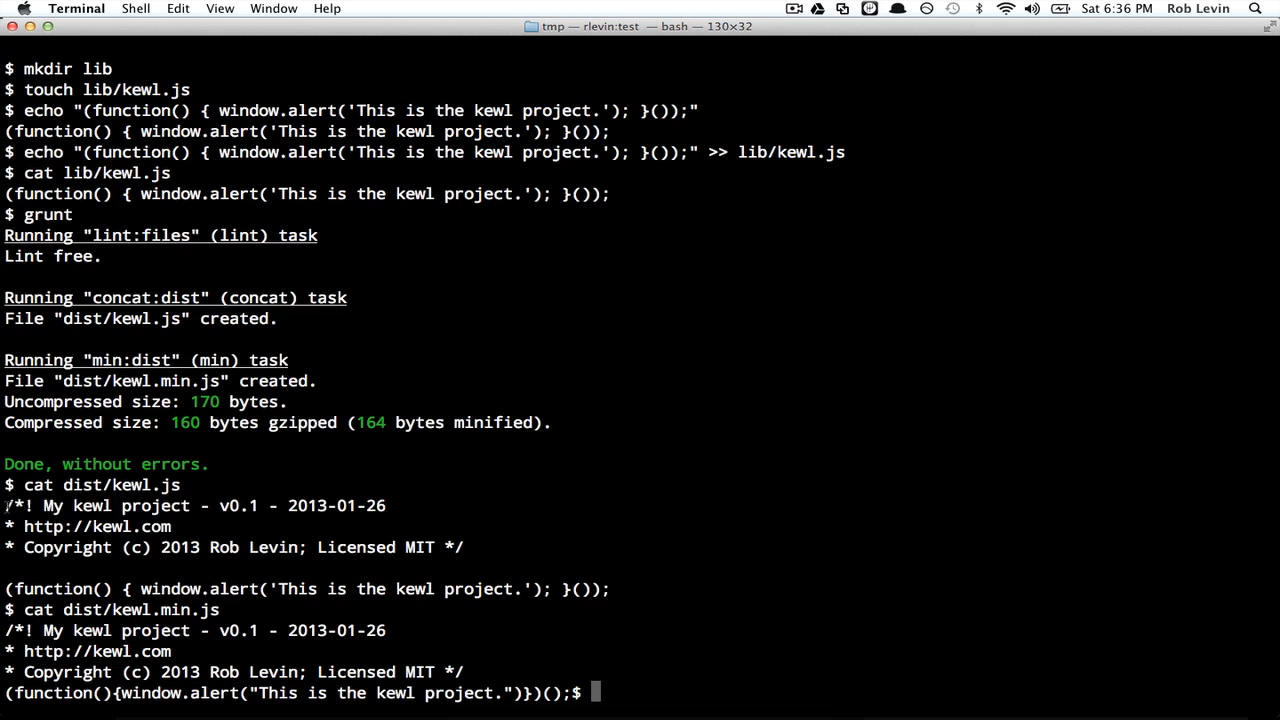 Terminal Shell Edit View Window Help Sat 6:36 PM Rob Levin
tmp — rlevin:test — bash — 130×32
$ mkdir lib
$ touch lib/kewl.js
$ echo "(function() { window.alert('This is the kewl project.'); }());"
(function() { window.alert('This is the kewl project.'); }());
$ echo "(function() { window.alert('This is the kewl project.'); }());" >> lib/kewl.js
$ cat lib/kewl.js
(function() { window.alert('This is the kewl project.'); }());
$ grunt
Running "lint:files" (lint) task
Lint free.
Running "concat:dist" (concat) task
File "dist/kewl.js" created.
Running "min:dist" (min) task
File "dist/kewl.min.js" created.
Uncompressed size: 170 bytes.
Compressed size: 160 bytes gzipped (164 bytes minified).
Done, without errors.
$ cat dist/kewl.js
/*! My kewl project - v0.1 - 2013-01-26
* http://kewl.com
* Copyright (c) 2013 Rob Levin; Licensed MIT */
(function() { window.alert('This is the kewl project.'); }());
$ cat dist/kewl.min.js
/*! My kewl project - v0.1 - 2013-01-26
* http://kewl.com
* Copyright (c) 2013 Rob Levin; Licensed MIT */
(function(){window.alert("This is the kewl project.")})();$